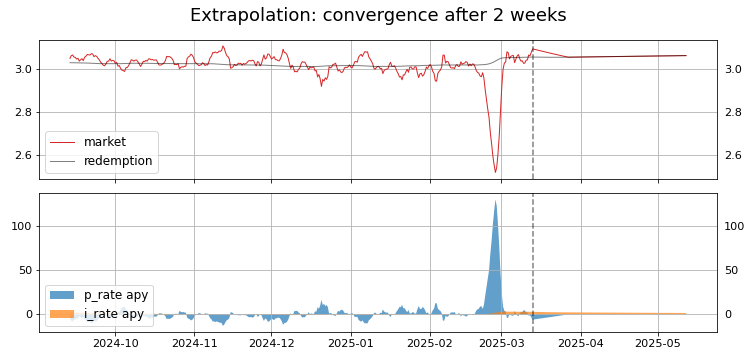 Extrapolation: convergence after 2 weeks
3.0 3.0
2.8 2.8
2.6 2.6
market
redemption
100 100
50 50
0 0
p_rate apy
i_rate apy
2024-10 2024-11 2024-12 2025-01 2025-02 2025-03 2025-04 2025-05